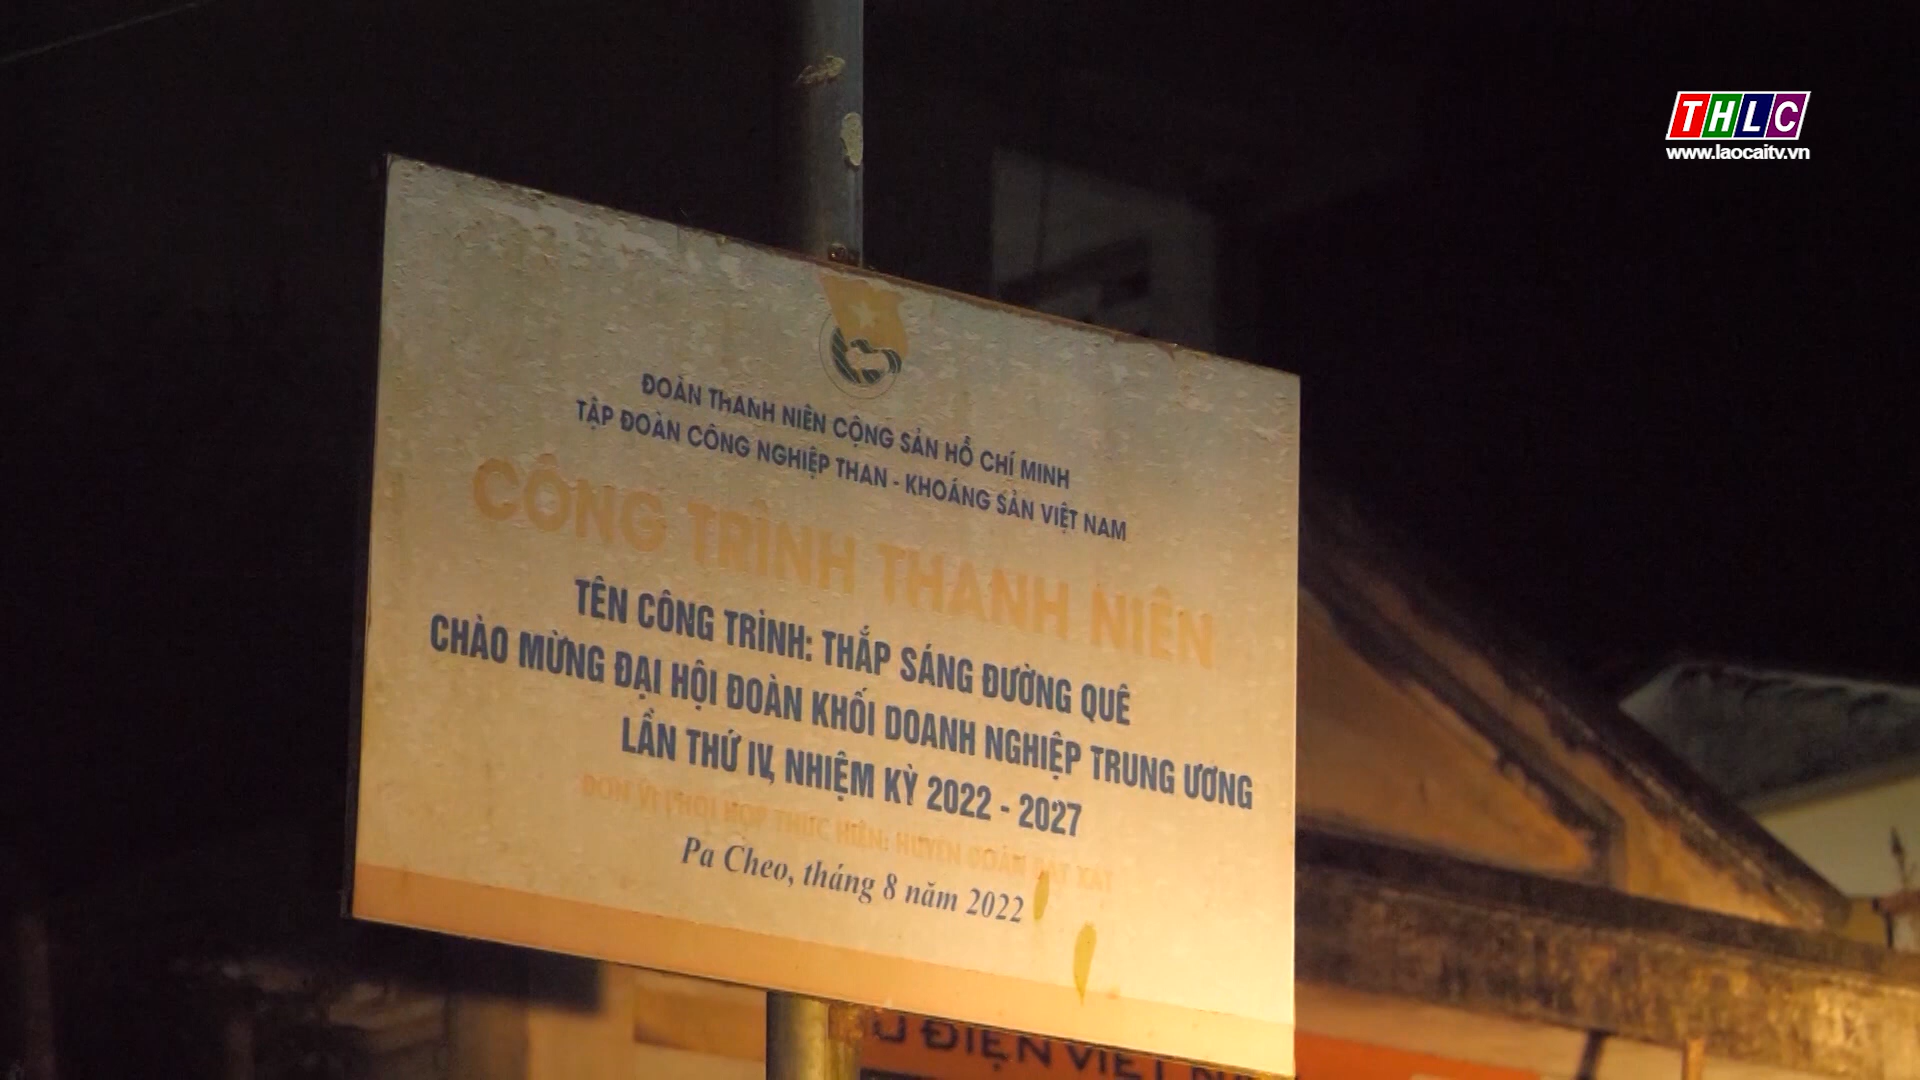 THLC
www.laocaitv.vn
ĐOÀN THANH NIÊN CỘNG SẢN HỒ CHÍ MINH
TẬP ĐOÀN CÔNG NGHIỆP THAN - KHOÁNG SẢN VIỆT NAM
CÔNG TRÌNH THANH NIÊN
TÊN CÔNG TRÌNH: THẮP SÁNG ĐƯỜNG QUÊ
CHÀO MỪNG ĐẠI HỘI ĐOÀN KHỐI DOANH NGHIỆP TRUNG ƯƠNG
LẦN THỨ IV, NHIỆM KỲ 2022 - 2027
ĐƠN VỊ PHỐI HỢP THỰC HIỆN: HUYỆN ĐOÀN BÁT XÁT
Pa Cheo, tháng 8 năm 2022
ĐIỆN VIỆT